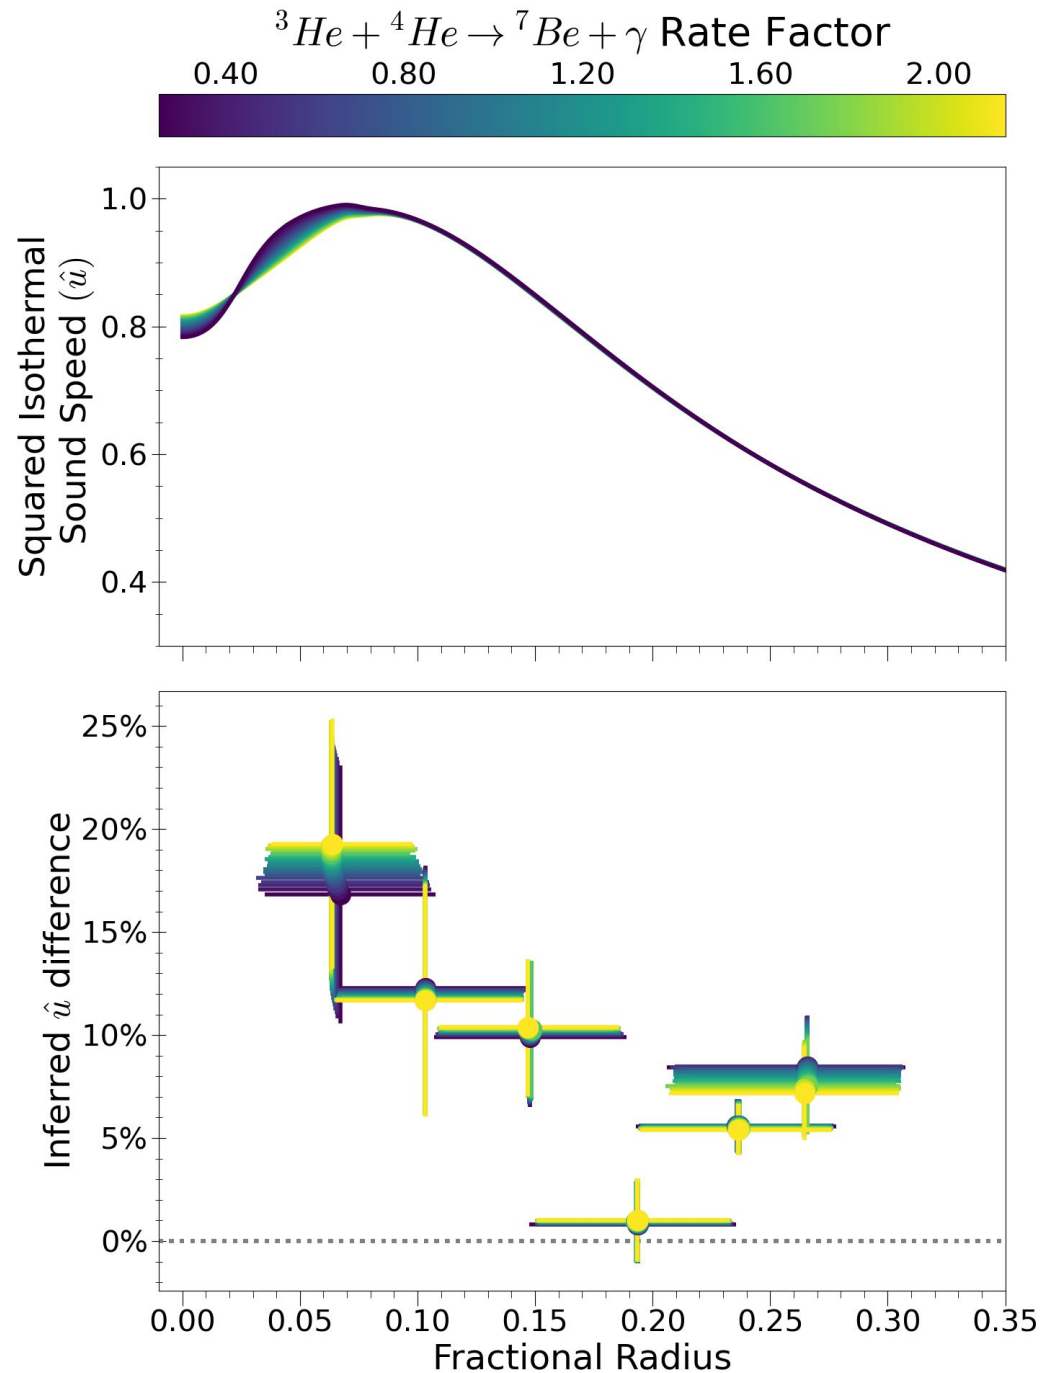 ³He + ⁴He → ⁷Be + γ Rate Factor
0.40 0.80 1.20 1.60 2.00
Squared Isothermal
Sound Speed (û)
1.0
0.8
0.6
0.4
Inferred û difference
25%
20%
15%
10%
5%
0%
0.00 0.05 0.10 0.15 0.20 0.25 0.30 0.35
Fractional Radius